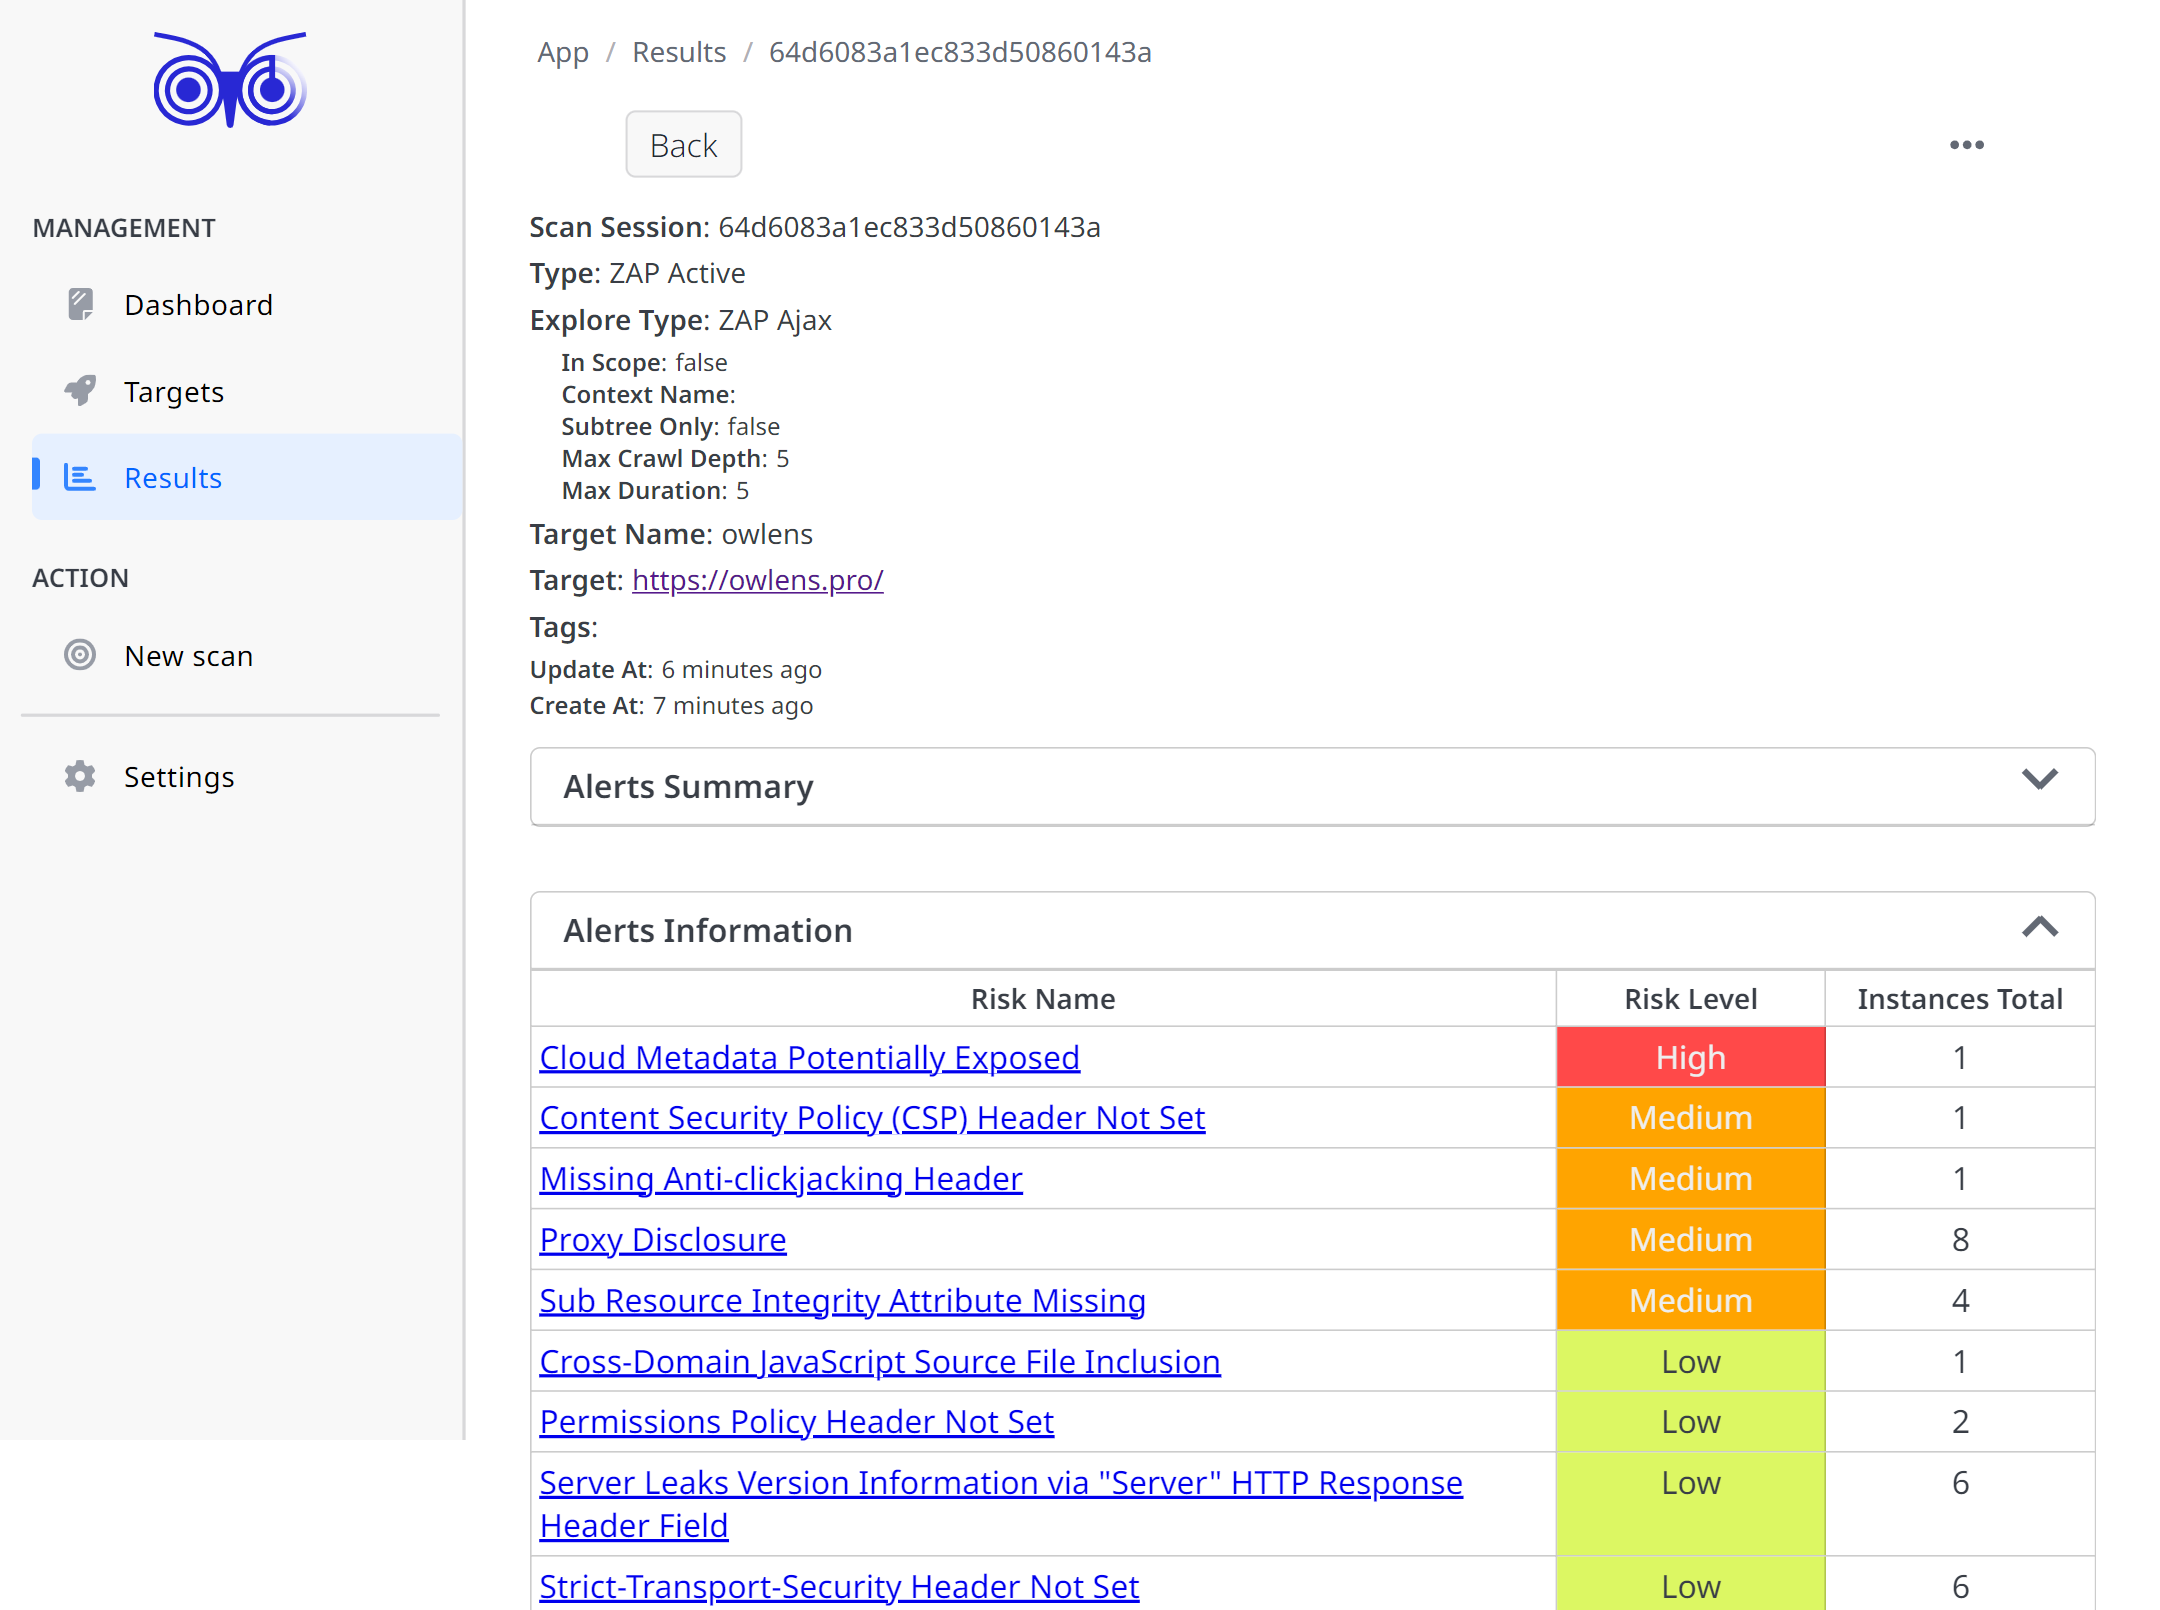 App / Results / 64d6083a1ec833d50860143a
Back
MANAGEMENT
Dashboard
Targets
Results
ACTION
New scan
Settings
Scan Session: 64d6083a1ec833d50860143a
Type: ZAP Active
Explore Type: ZAP Ajax
In Scope: false
Context Name:
Subtree Only: false
Max Crawl Depth: 5
Max Duration: 5
Target Name: owlens
Target: https://owlens.pro/
Tags:
Update At: 6 minutes ago
Create At: 7 minutes ago
Alerts Summary
Alerts Information
Risk Name Risk Level Instances Total
Cloud Metadata Potentially Exposed High 1
Content Security Policy (CSP) Header Not Set Medium 1
Missing Anti-clickjacking Header Medium 1
Proxy Disclosure Medium 8
Sub Resource Integrity Attribute Missing Medium 4
Cross-Domain JavaScript Source File Inclusion Low 1
Permissions Policy Header Not Set Low 2
Server Leaks Version Information via "Server" HTTP Response Low 6
Header Field
Strict-Transport-Security Header Not Set Low 6